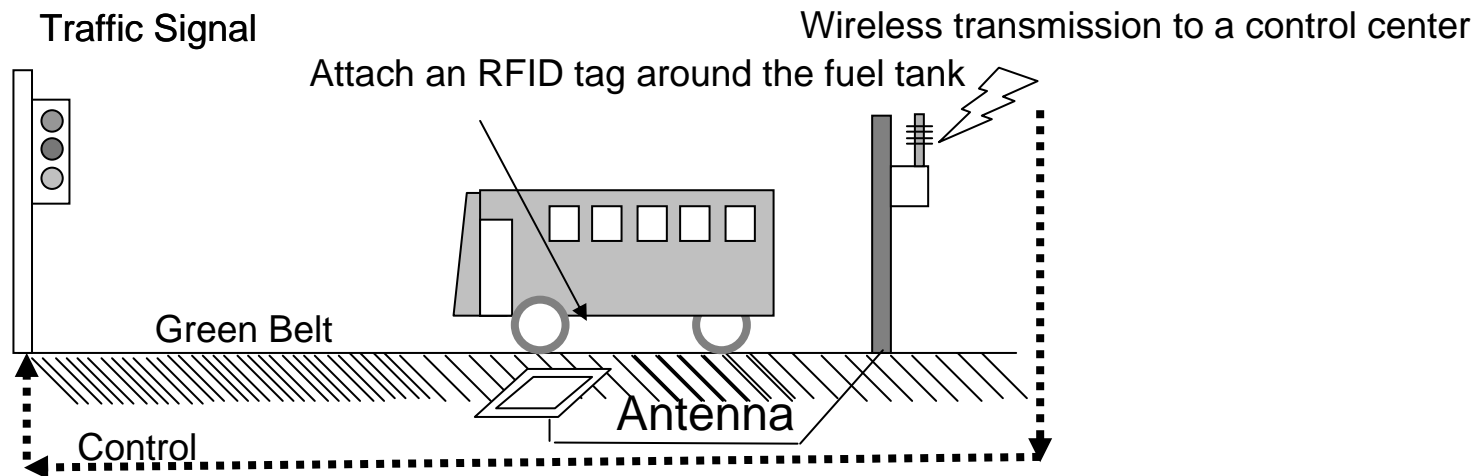 Traffic Signal
Wireless transmission to a control center
Attach an RFID tag around the fuel tank
Green Belt
Antenna
Control